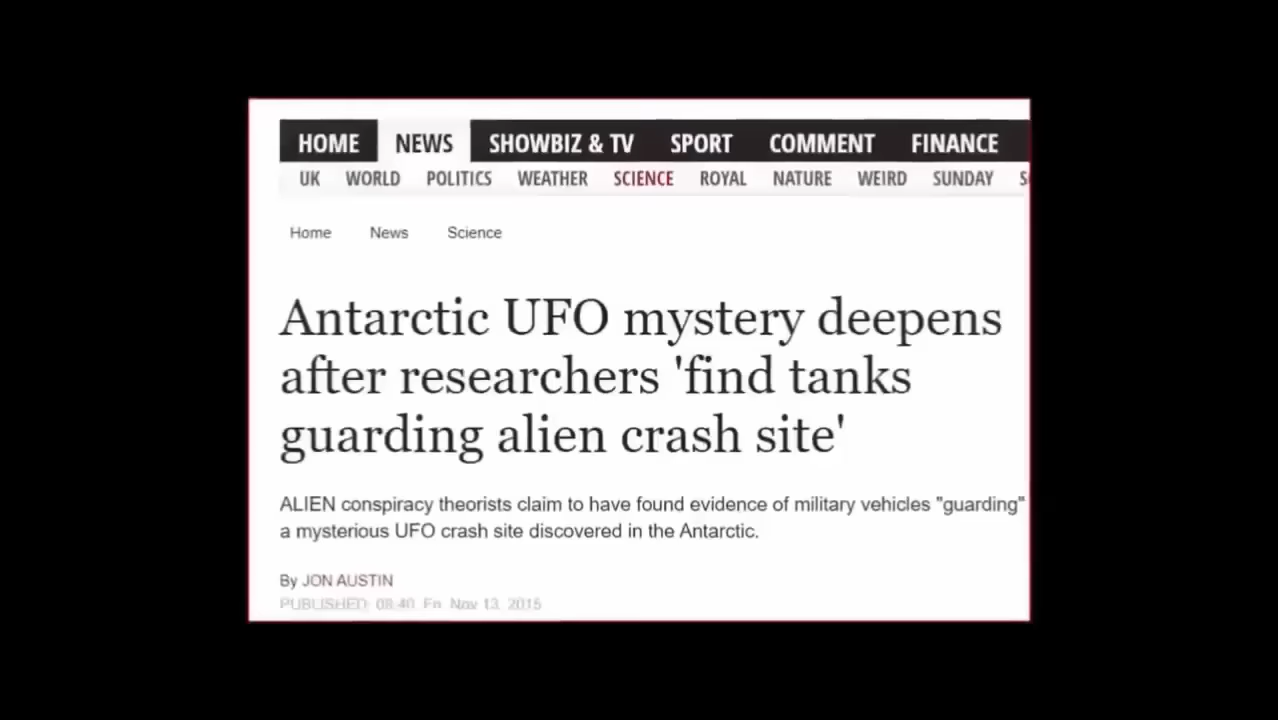 HOME NEWS SHOWBIZ & TV SPORT COMMENT FINANCE
UK WORLD POLITICS WEATHER SCIENCE ROYAL NATURE WEIRD SUNDAY S
Home News Science
Antarctic UFO mystery deepens
after researchers 'find tanks
guarding alien crash site'
ALIEN conspiracy theorists claim to have found evidence of military vehicles "guarding"
a mysterious UFO crash site discovered in the Antarctic.
By JON AUSTIN
PUBLISHED: 08:40, Fri, Nov 13, 2015